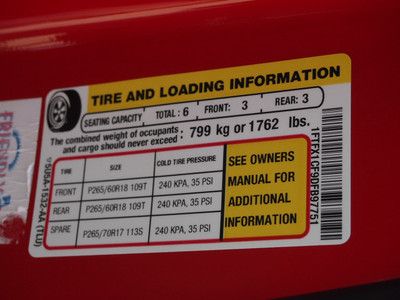 TIRE AND LOADING INFORMATION
SEATING CAPACITY TOTAL : 6 FRONT: 3 REAR: 3
The combined weight of occupants and cargo should never exceed : 799 kg or 1762 lbs.
TIRE SIZE COLD TIRE PRESSURE
FRONT P265/60R18 109T 240 KPA, 35 PSI
REAR P265/60R18 109T 240 KPA, 35 PSI
SPARE P265/70R17 113S 240 KPA, 35 PSI
SEE OWNERS
MANUAL FOR
ADDITIONAL
INFORMATION
1FTEX1CF0DFB97751